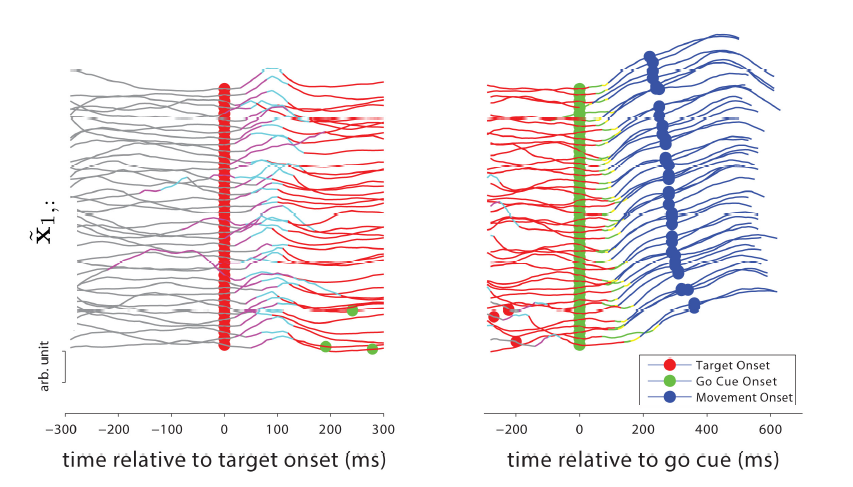 x̃1,:
arb. unit
−300 −200 −100 0 100 200 300
time relative to target onset (ms)
−200 0 200 400 600
time relative to go cue (ms)
Target Onset
Go Cue Onset
Movement Onset